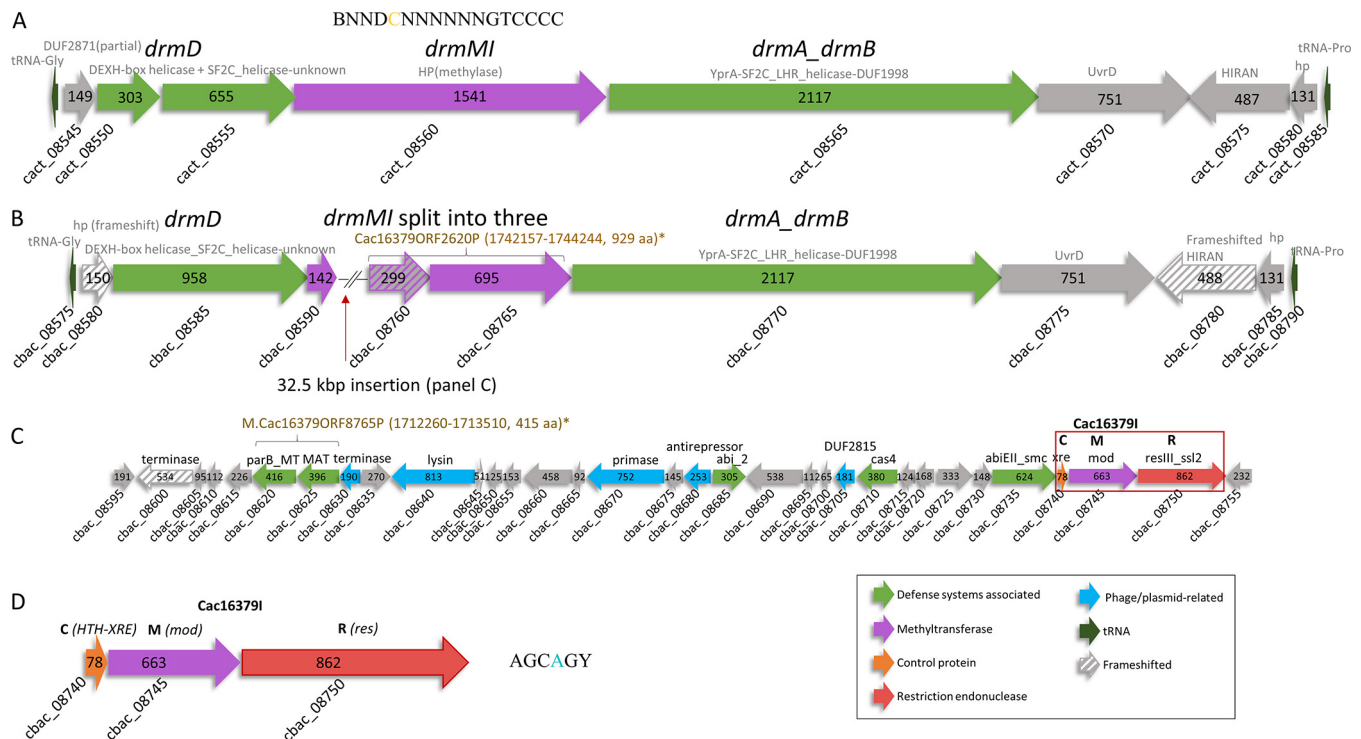 A
BNNDCNNNNNNGTCCCC
DUF2871(partial)
drmD
drmMI
drmA_drmB
tRNA-Gly
DEXH-box helicase + SF2C_helicase-unknown
HP(methylase)
YprA-SF2C_LHR_helicase-DUF1998
UvrD
HIRAN
hp
tRNA-Pro
149 303 655 1541 2117 751 487 131
cact_08545
cact_08550
cact_08555
cact_08560
cact_08565
cact_08570
cact_08575
cact_08580
cact_08585
B
hp (frameshift)
drmD
drmMI split into three
drmA_drmB
tRNA-Gly
DEXH-box helicase_SF2C_helicase-unknown
Cac16379ORF2620P (1742157-1744244, 929 aa)*
YprA-SF2C_LHR_helicase-DUF1998
UvrD
Frameshifted
HIRAN
hp
tRNA-Pro
150 958 142 299 695 2117 751 488 131
cbac_08575
cbac_08580
cbac_08585
cbac_08590
cbac_08760
cbac_08765
cbac_08770
cbac_08775
cbac_08780
cbac_08785
cbac_08790
32.5 kbp insertion (panel C)
C
M.Cac16379ORF8765P (1712260-1713510, 415 aa)*
Cac16379I
terminase
parB_MT
MAT
terminase
lysin
primase
antirepressor
abi_2
DUF2815
cas4
abiEII_smc
C
xre
M
mod
R
resIII_ssl2
191 534 95 112 226 416 396 190 270 813 51 125 153 458 92 752 145 253 305 538 112 65 181 380 124 168 333 148 624 78 663 862 232
cbac_08595
cbac_08600
cbac_08605
cbac_08610
cbac_08615
cbac_08620
cbac_08625
cbac_08630
cbac_08635
cbac_08640
cbac_08645
cbac_08650
cbac_08655
cbac_08660
cbac_08665
cbac_08670
cbac_08675
cbac_08680
cbac_08685
cbac_08690
cbac_08695
cbac_08700
cbac_08705
cbac_08710
cbac_08715
cbac_08720
cbac_08725
cbac_08730
cbac_08735
cbac_08740
cbac_08745
cbac_08750
cbac_08755
D
Cac16379I
C (HTH-XRE)
M (mod)
R (res)
78 663 862
AGCAGY
cbac_08740
cbac_08745
cbac_08750
Defense systems associated
Methyltransferase
Control protein
Restriction endonuclease
Phage/plasmid-related
tRNA
Frameshifted